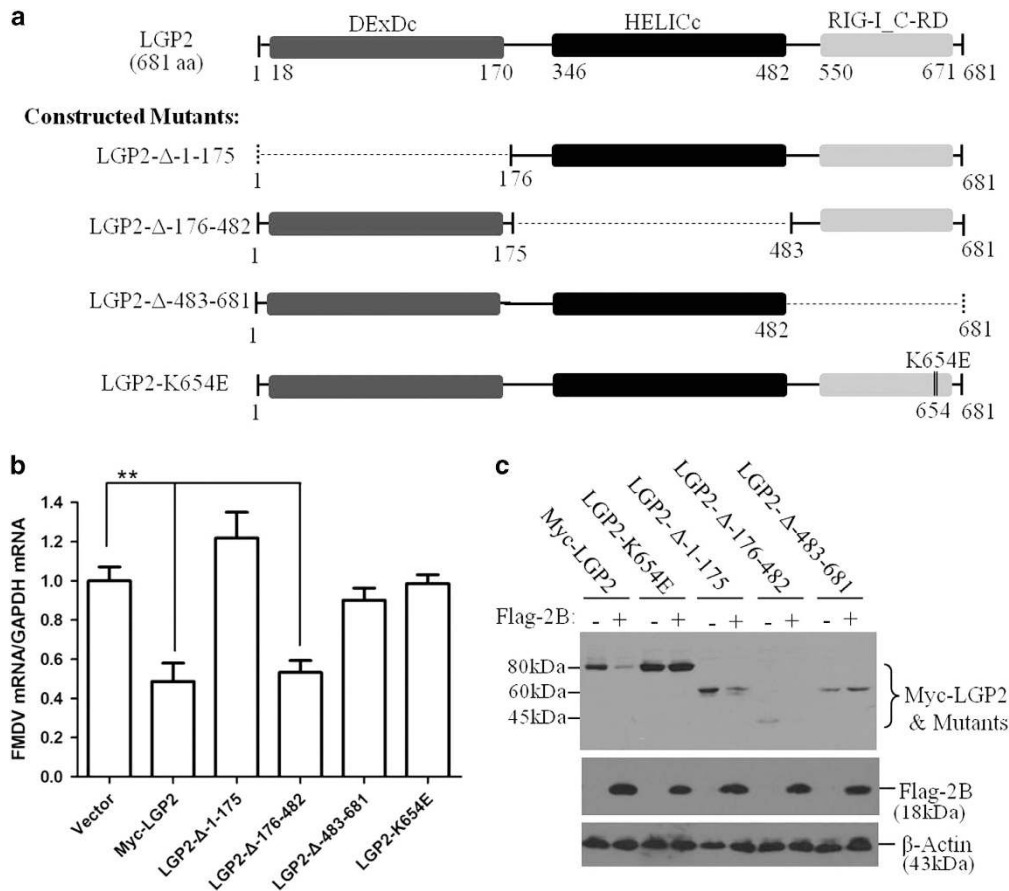 a
DExDc HELICc RIG-I_C-RD
LGP2
(681 aa)
1 18 170 346 482 550 671 681
Constructed Mutants:
LGP2-Δ-1-175
1 176 681
LGP2-Δ-176-482
1 175 483 681
LGP2-Δ-483-681
1 482 681
LGP2-K654E
K654E
1 654 681
b
**
FMDV mRNA/GAPDH mRNA
1.4
1.2
1.0
0.8
0.6
0.4
0.2
0.0
Vector
Myc-LGP2
LGP2-Δ-1-175
LGP2-Δ-176-482
LGP2-Δ-483-681
LGP2-K654E
c
Myc-LGP2
LGP2-K654E
LGP2-Δ-1-175
LGP2-Δ-176-482
LGP2-Δ-483-681
Flag-2B: - + - + - + - + - +
80kDa
60kDa
45kDa
Myc-LGP2
& Mutants
Flag-2B
(18kDa)
β-Actin
(43kDa)